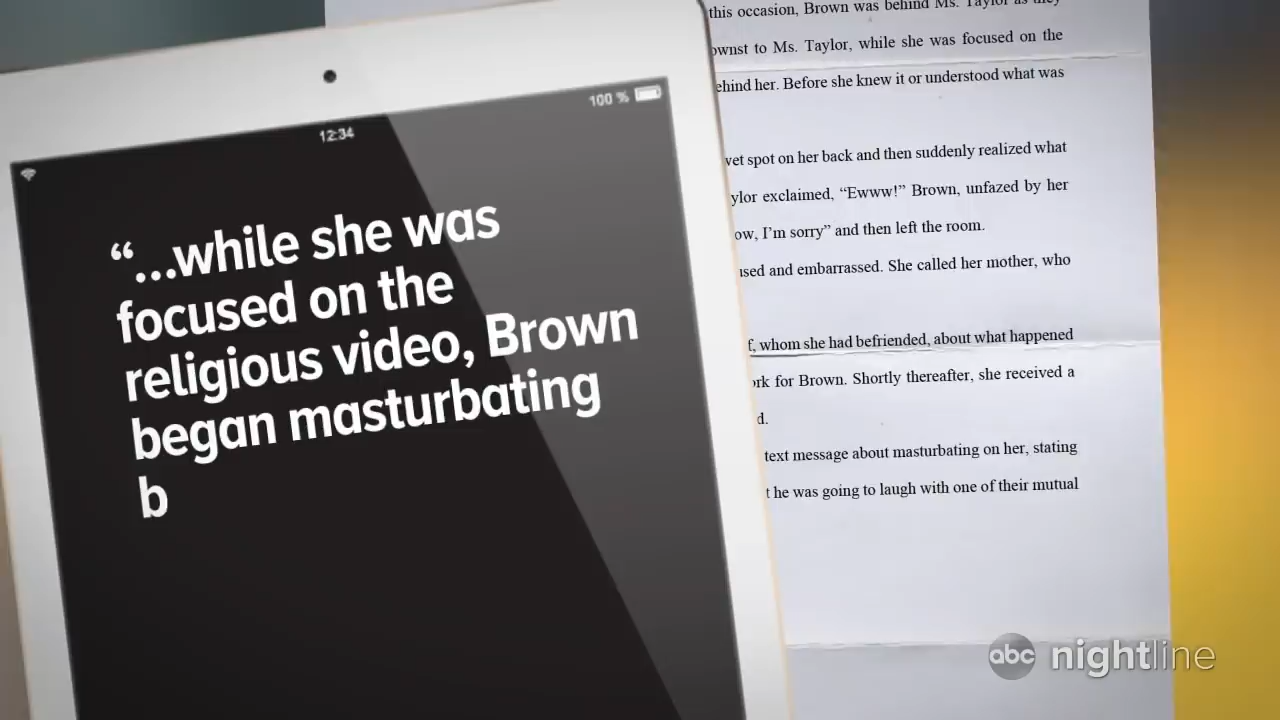 100 %
12:34
“...while she was
focused on the
religious video, Brown
began masturbating
b
this occasion, Brown was behind Ms. Taylor as they
ownst to Ms. Taylor, while she was focused on the
ehind her. Before she knew it or understood what was
wet spot on her back and then suddenly realized what
ylor exclaimed, “Ewww!” Brown, unfazed by her
ow, I’m sorry” and then left the room.
used and embarrassed. She called her mother, who
f, whom she had befriended, about what happened
ork for Brown. Shortly thereafter, she received a
d.
text message about masturbating on her, stating
t he was going to laugh with one of their mutual
abc nightline